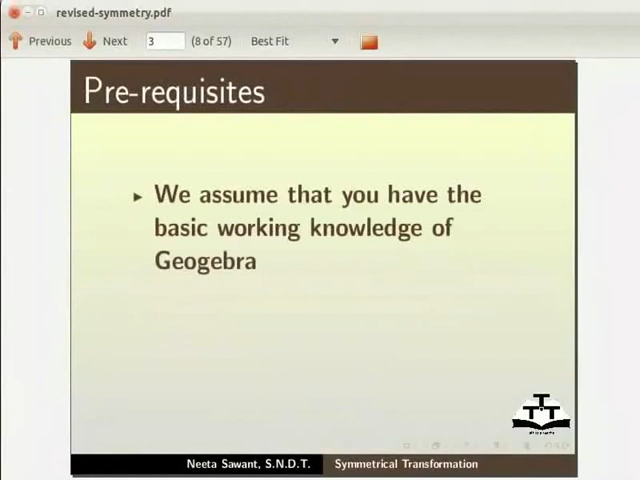 revised-symmetry.pdf
Previous Next 3 (8 of 57) Best Fit
Pre-requisites
We assume that you have the
basic working knowledge of
Geogebra
TTT
Neeta Sawant, S.N.D.T. Symmetrical Transformation